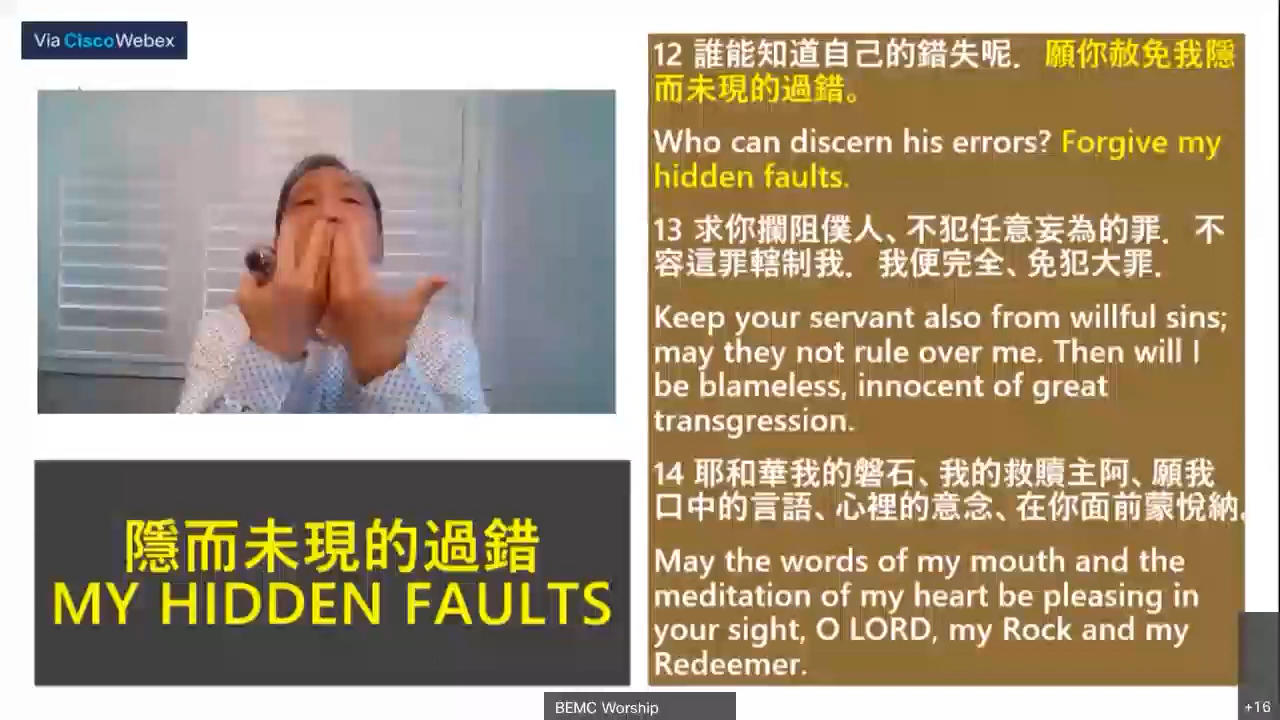 Via CiscoWebex
12 誰能知道自己的錯失呢．願你赦免我隱
而未現的過錯。
Who can discern his errors? Forgive my
hidden faults.
13 求你攔阻僕人、不犯任意妄為的罪．不
容這罪轄制我．我便完全、免犯大罪．
Keep your servant also from willful sins;
may they not rule over me. Then will I
be blameless, innocent of great
transgression.
14 耶和華我的磐石、我的救贖主阿、願我
口中的言語、心裡的意念、在你面前蒙悅納．
May the words of my mouth and the
meditation of my heart be pleasing in
your sight, O LORD, my Rock and my
Redeemer.
隱而未現的過錯
MY HIDDEN FAULTS
BEMC Worship
+16